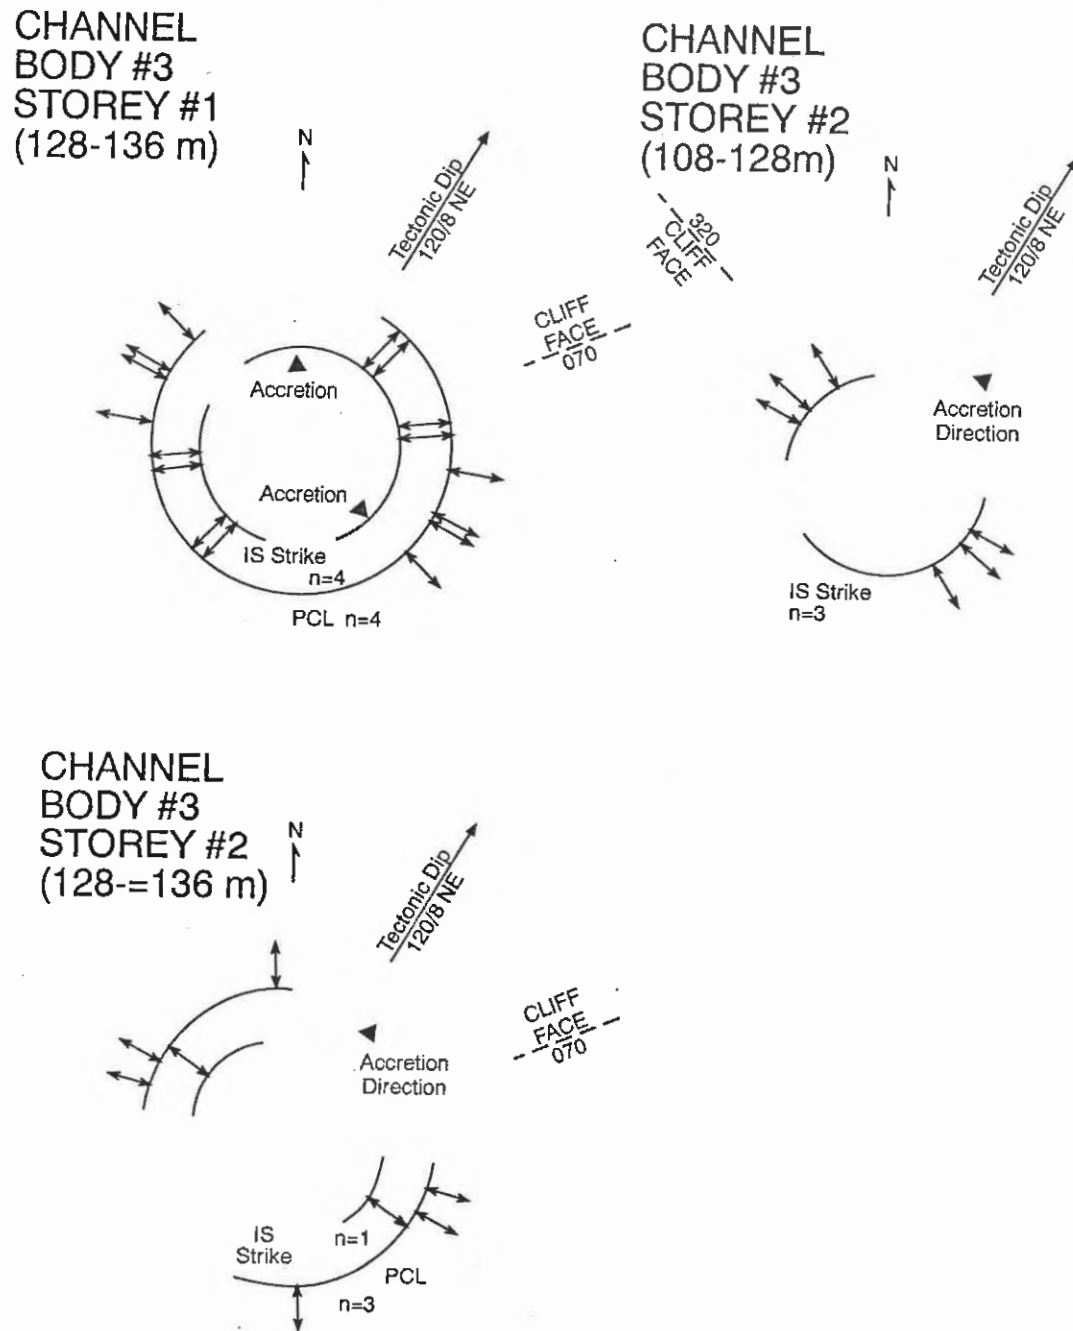 CHANNEL
BODY #3
STOREY #1
(128-136 m)
N
Tectonic Dip
120/8 NE
Accretion
Accretion
IS Strike
n=4
PCL n=4
CLIFF
FACE
070
CHANNEL
BODY #3
STOREY #2
(108-128m)
N
320
CLIFF
FACE
Tectonic Dip
120/8 NE
Accretion
Direction
IS Strike
n=3
CHANNEL
BODY #3
STOREY #2
(128-=136 m)
N
Tectonic Dip
120/8 NE
CLIFF
FACE
070
Accretion
Direction
IS
Strike
n=1
PCL
n=3